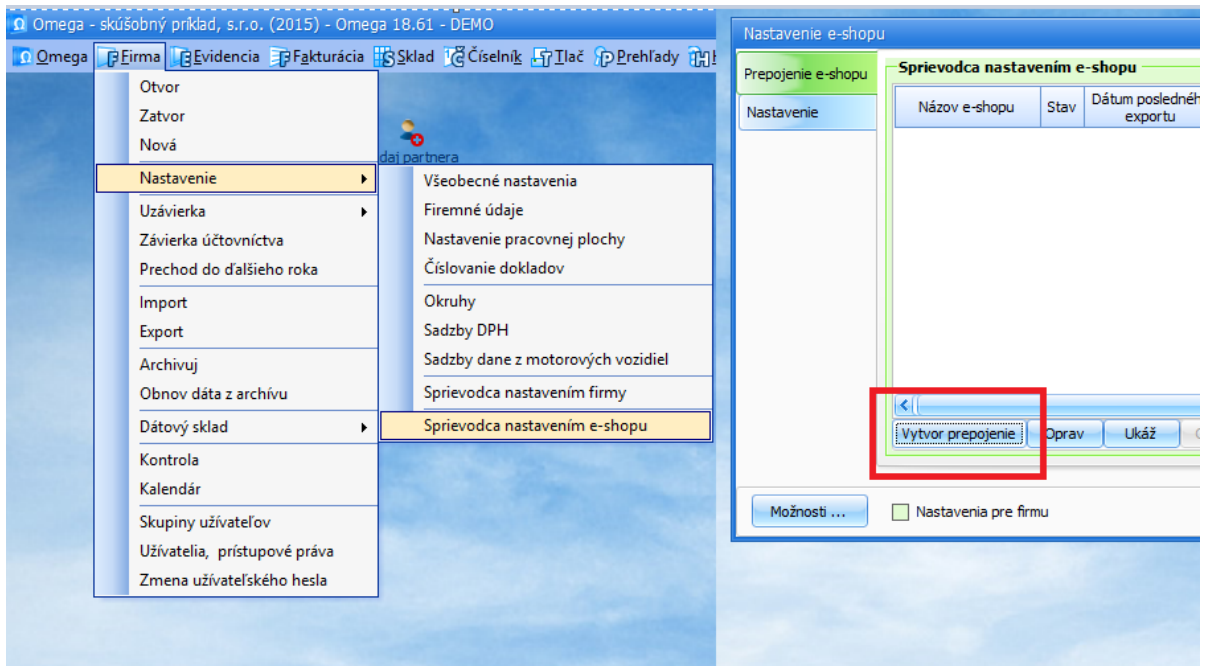 Omega - skúšobný príklad, s.r.o. (2015) - Omega 18.61 - DEMO
Omega Firma Evidencia Fakturácia Sklad Číselník Tlač Prehľady
Otvor
Zatvor
Nová
Nastavenie
Uzávierka
Závierka účtovníctva
Prechod do ďalšieho roka
Import
Export
Archivuj
Obnov dáta z archívu
Dátový sklad
Kontrola
Kalendár
Skupiny užívateľov
Užívatelia, prístupové práva
Zmena užívateľského hesla
daj partnera
Všeobecné nastavenia
Firemné údaje
Nastavenie pracovnej plochy
Číslovanie dokladov
Okruhy
Sadzby DPH
Sadzby dane z motorových vozidiel
Sprievodca nastavením firmy
Sprievodca nastavením e-shopu
Nastavenie e-shopu
Prepojenie e-shopu
Nastavenie
Sprievodca nastavením e-shopu
Názov e-shopu Stav Dátum poslednéh
exportu
Vytvor prepojenie Oprav Ukáž
Možnosti ... Nastavenia pre firmu